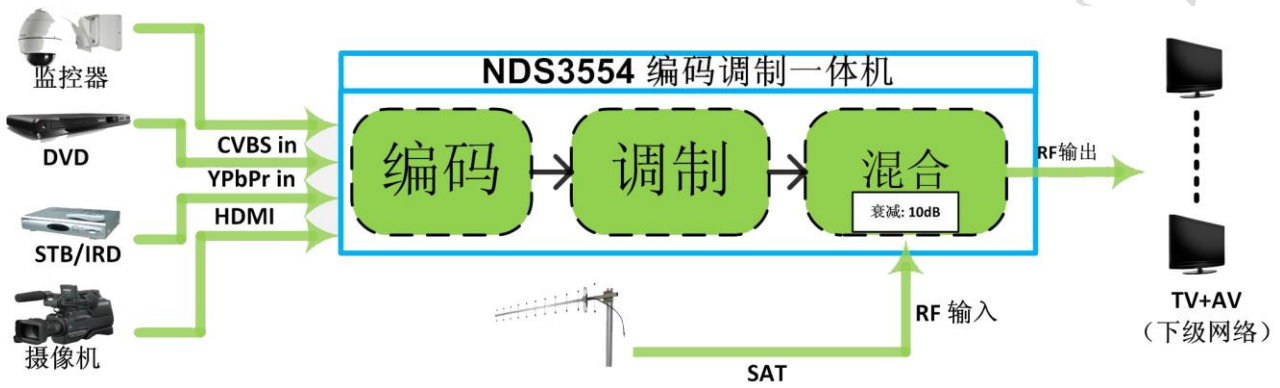 监控器
DVD
STB/IRD
摄像机
CVBS in
YPbPr in
HDMI
NDS3554 编码调制一体机
编码
调制
混合
衰减: 10dB
RF输出
RF 输入
SAT
TV+AV
（下级网络）